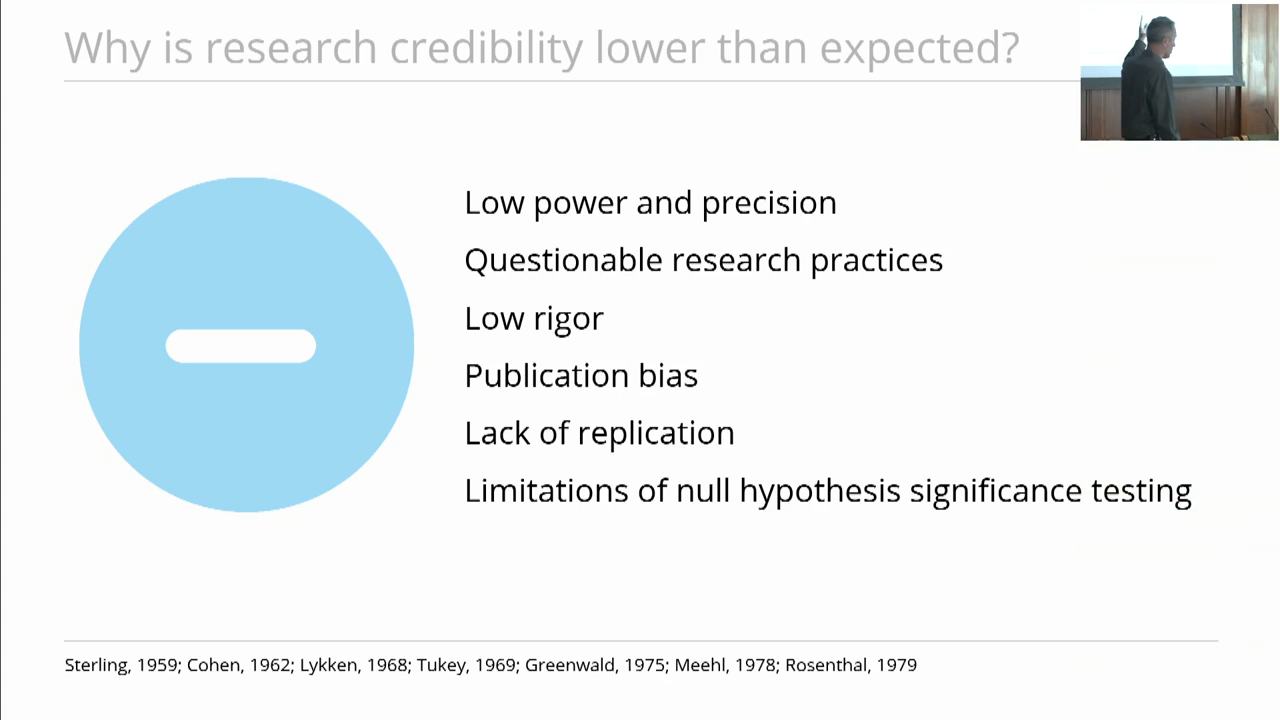 Why is research credibility lower than expected?
Low power and precision
Questionable research practices
Low rigor
Publication bias
Lack of replication
Limitations of null hypothesis significance testing
Sterling, 1959; Cohen, 1962; Lykken, 1968; Tukey, 1969; Greenwald, 1975; Meehl, 1978; Rosenthal, 1979